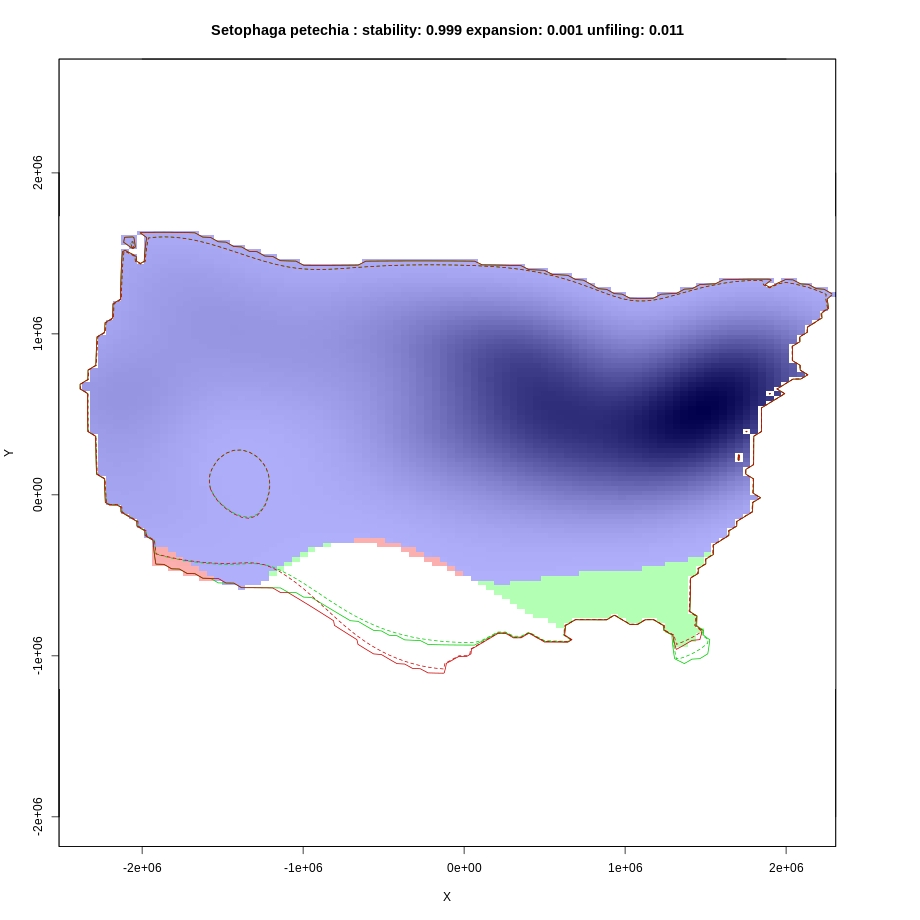 Setophaga petechia : stability: 0.999 expansion: 0.001 unfiling: 0.011
2e+06
1e+06
Y
0e+00
-1e+06
-2e+06
-2e+06 -1e+06 0e+00 1e+06 2e+06
X